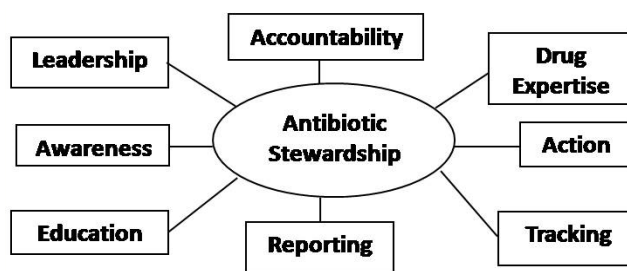 Accountability
Leadership
Drug
Expertise
Antibiotic
Stewardship
Awareness
Action
Education
Reporting
Tracking